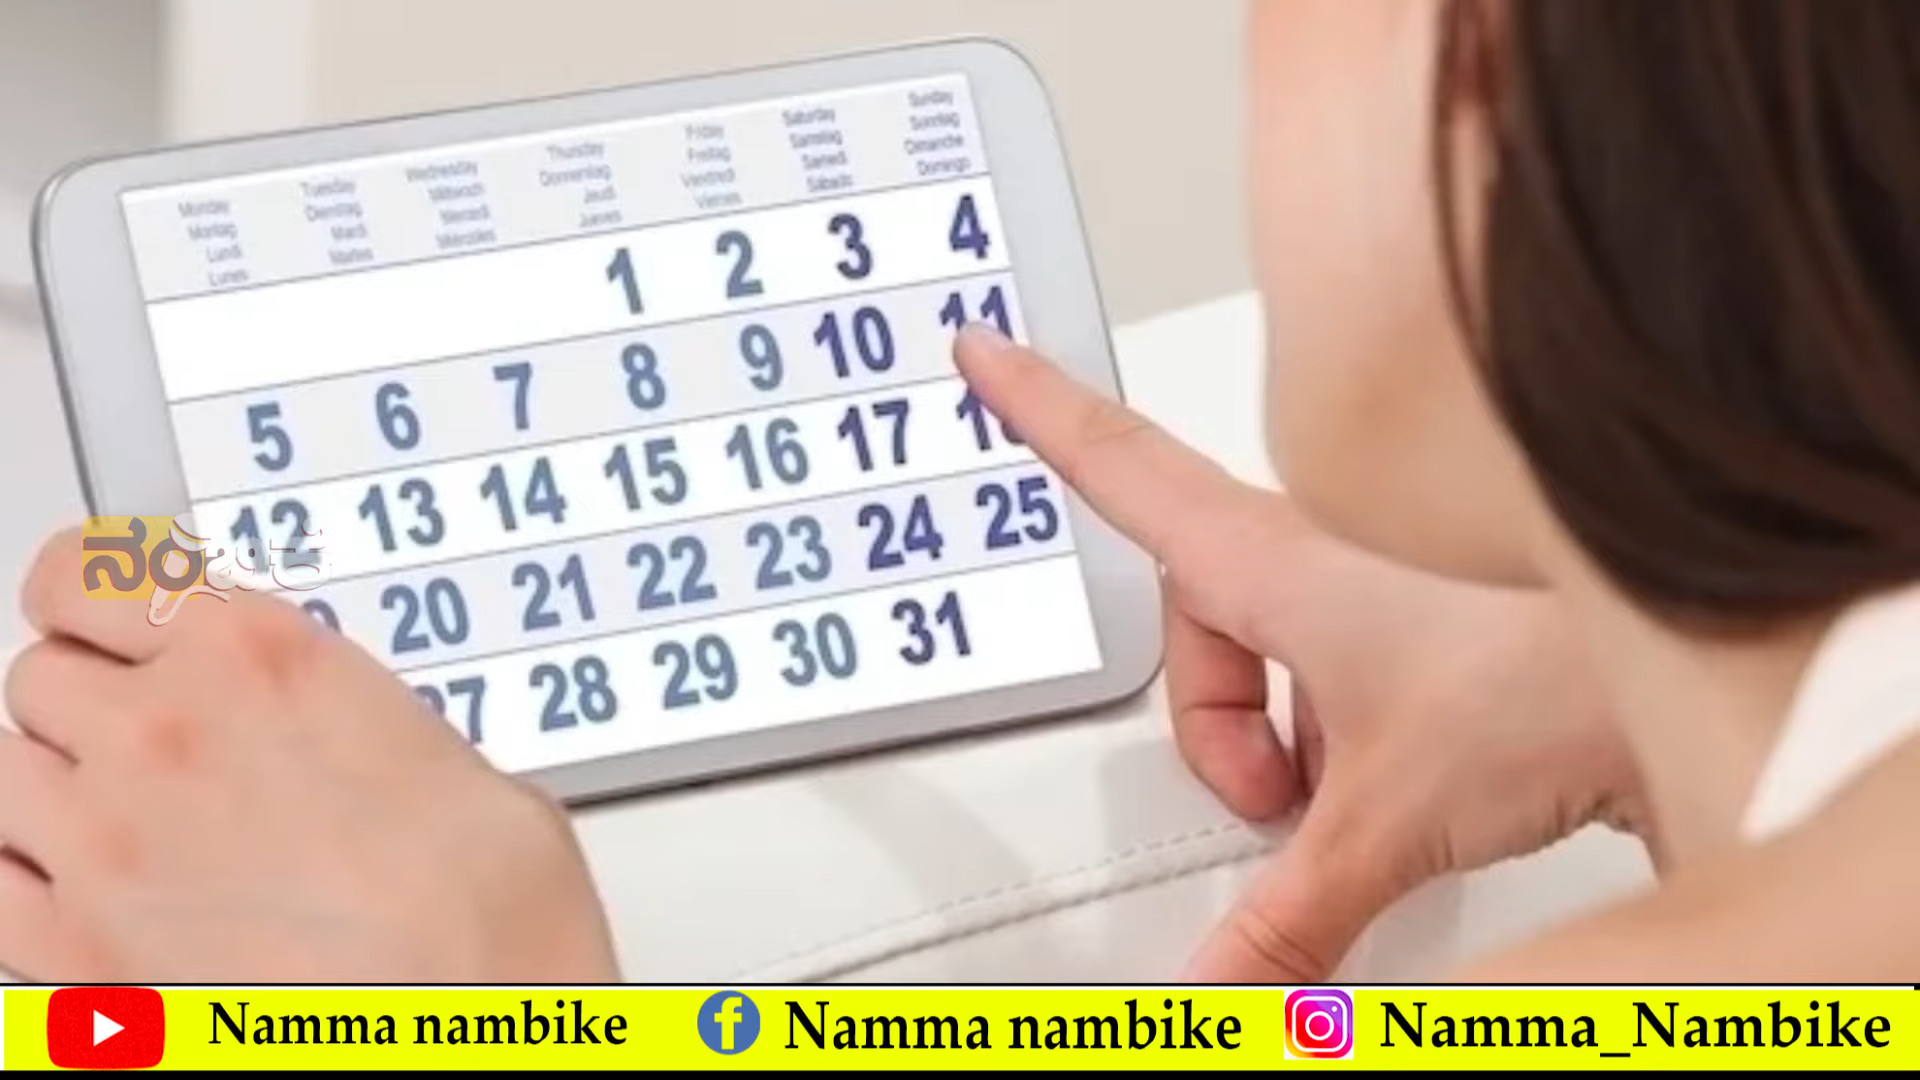 Monday Tuesday Wednesday Thursday Friday Saturday Sunday
Montag Dienstag Mittwoch Donnerstag Freitag Samstag Sonntag
Lundi Mardi Mercredi Jeudi Vendredi Samedi Dimanche
Lunes Martes Miércoles Jueves Viernes Sábado Domingo
1 2 3 4
5 6 7 8 9 10 11
12 13 14 15 16 17
20 21 22 23 24 25
28 29 30 31
ನಂಬಿಕೆ
Namma nambike Namma nambike Namma_Nambike